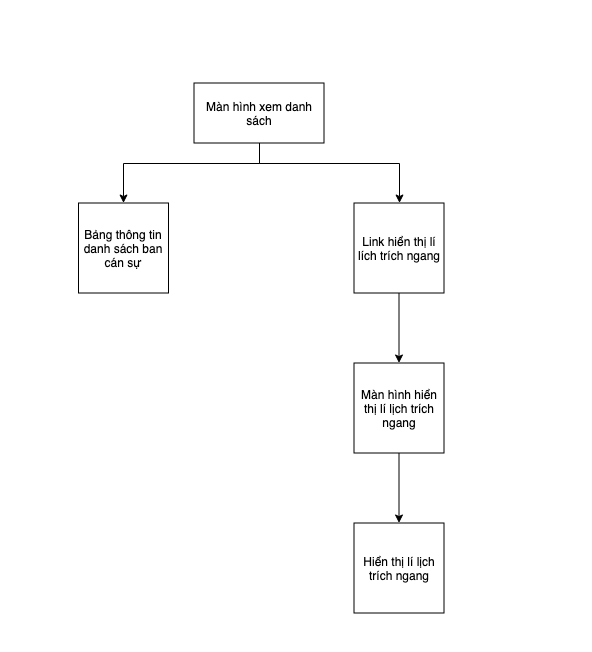 Màn hình xem danh
sách
Bảng thông tin
danh sách ban
cán sự
Link hiển thị lí
lích trích ngang
Màn hình hiển
thị lí lịch trích
ngang
Hiển thị lí lịch
trích ngang